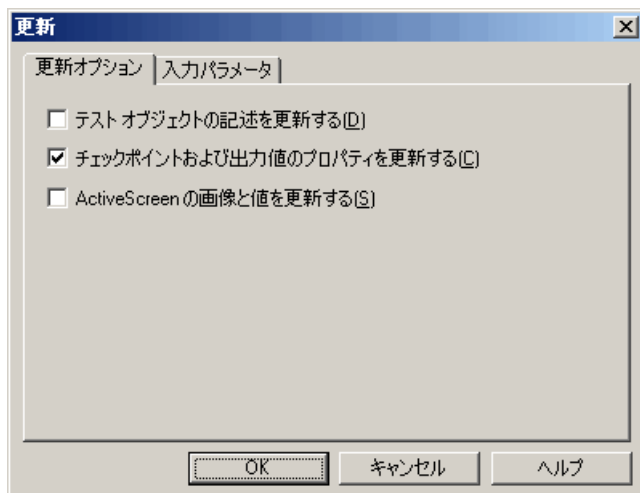 更新
更新オプション 入力パラメータ
テスト オブジェクトの記述を更新する(D)
チェックポイントおよび出力値のプロパティを更新する(C)
ActiveScreen の画像と値を更新する(S)
OK キャンセル ヘルプ